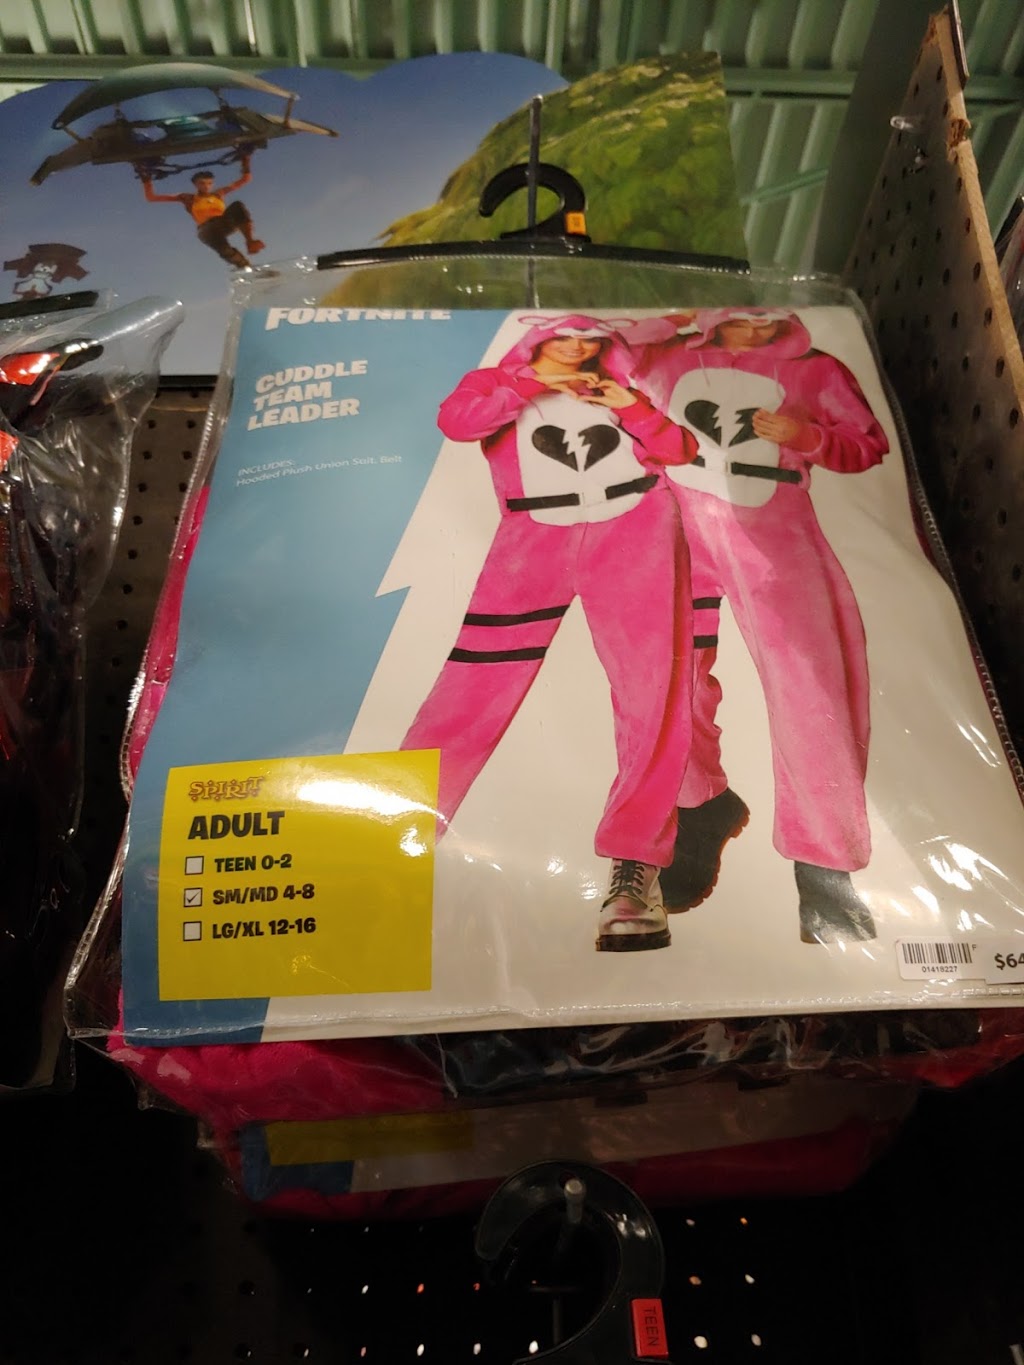 FORTNITE
CUDDLE
TEAM
LEADER
INCLUDES:
Hooded Plush Union Suit, Belt
SPIRIT
ADULT
TEEN 0-2
SM/MD 4-8
LG/XL 12-16
F
01419227
$64
TEEN